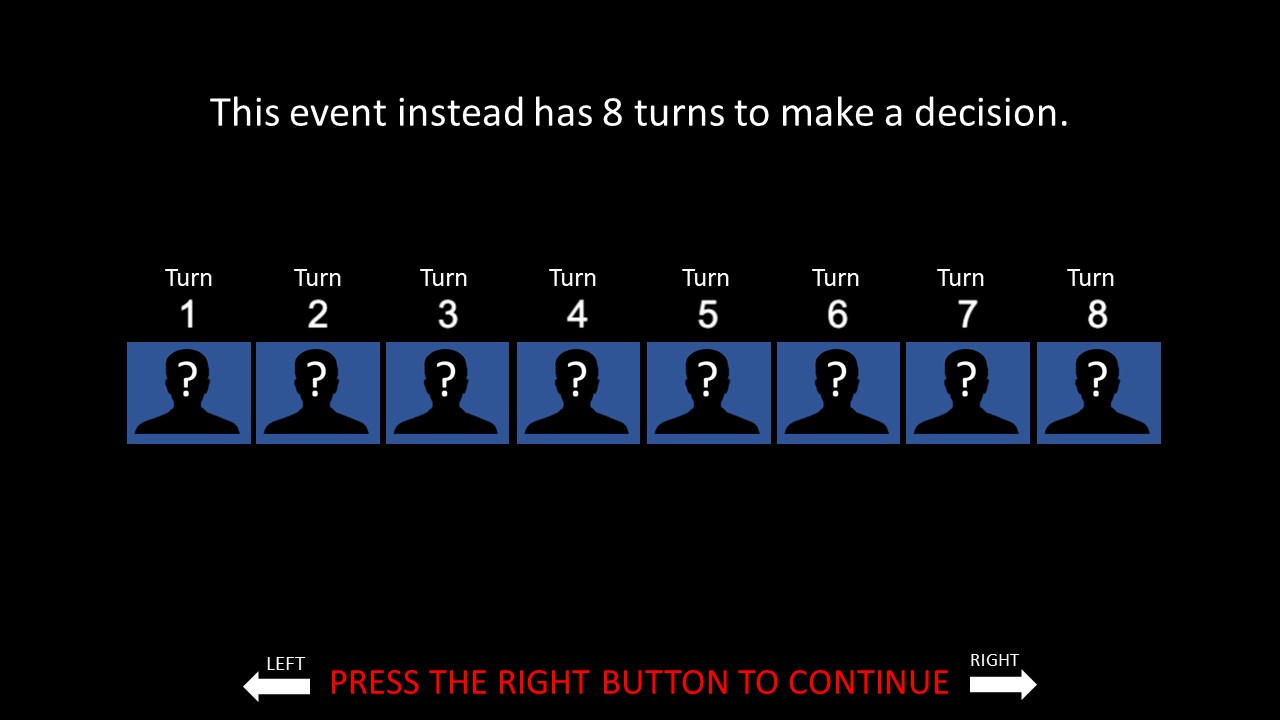 This event instead has 8 turns to make a decision.
Turn Turn Turn Turn Turn Turn Turn Turn
1 2 3 4 5 6 7 8
? ? ? ? ? ? ? ?
LEFT PRESS THE RIGHT BUTTON TO CONTINUE RIGHT